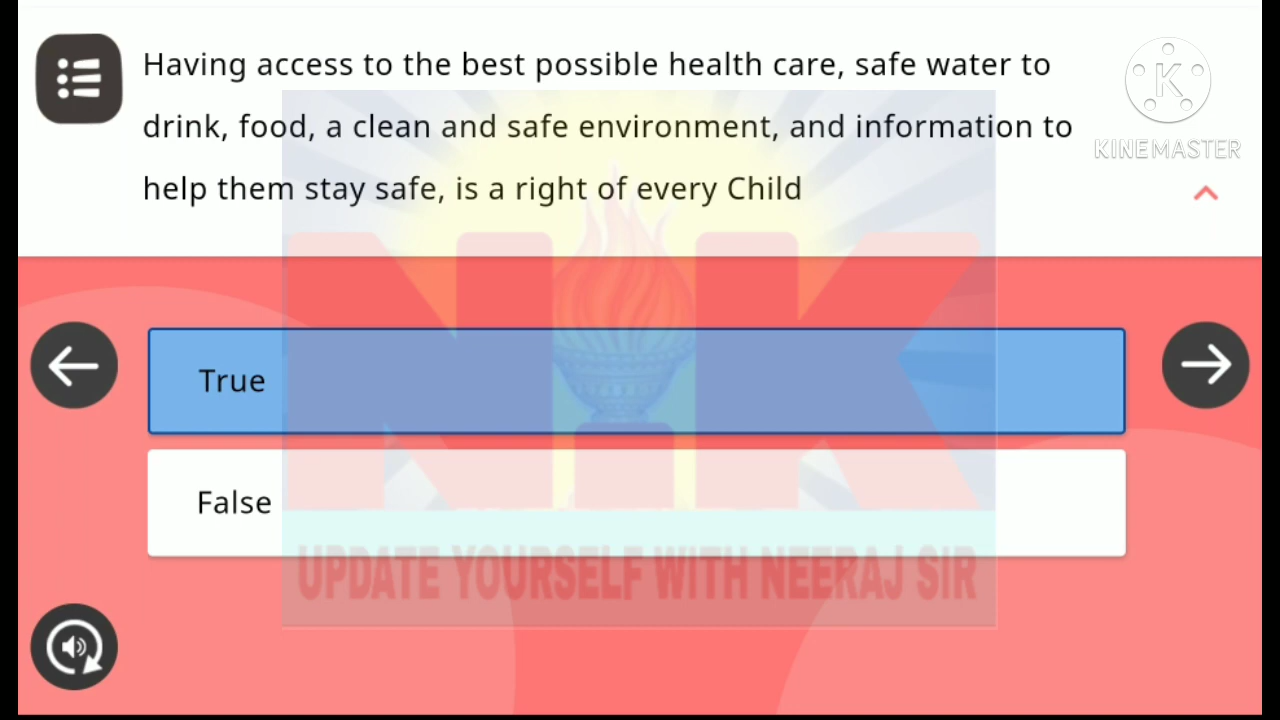 Having access to the best possible health care, safe water to
drink, food, a clean and safe environment, and information to
help them stay safe, is a right of every Child
K
KINEMASTER
True
False
NK
UPDATE YOURSELF WITH NEERAJ SIR